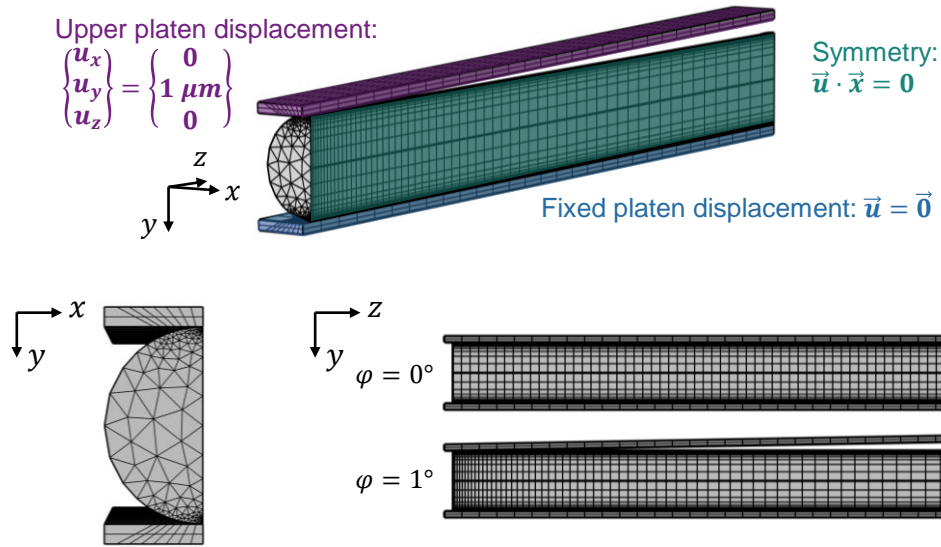 Upper platen displacement:
{u_x u_y u_z} = {0 1 μm 0}
Symmetry:
u⃗ · x⃗ = 0
z
x
y
Fixed platen displacement: u⃗ = 0⃗
x
y
z
y
φ = 0°
φ = 1°